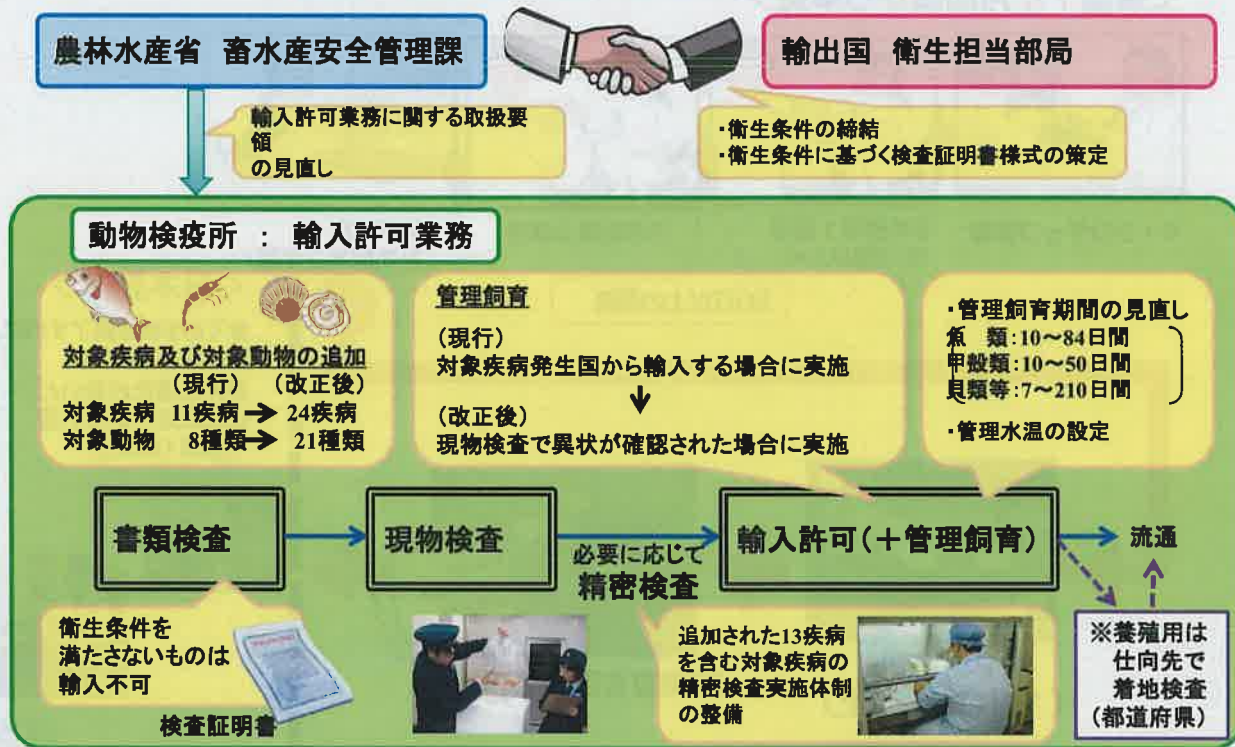 農林水産省 畜水産安全管理課
輸出国 衛生担当部局
輸入許可業務に関する取扱要
領
の見直し
・衛生条件の締結
・衛生条件に基づく検査証明書様式の策定
動物検疫所 : 輸入許可業務
対象疾病及び対象動物の追加
(現行) (改正後)
対象疾病 11疾病→24疾病
対象動物 8種類→21種類
管理飼育
(現行)
対象疾病発生国から輸入する場合に実施
(改正後)
現物検査で異状が確認された場合に実施
・管理飼育期間の見直し
魚 類:10~84日間
甲殻類:10~50日間
貝類等:7~210日間
・管理水温の設定
書類検査
現物検査
必要に応じて
精密検査
輸入許可(+管理飼育)
流通
衛生条件を
満たさないものは
輸入不可
検査証明書
追加された13疾病
を含む対象疾病の
精密検査実施体制
の整備
※養殖用は
仕向先で
着地検査
(都道府県)